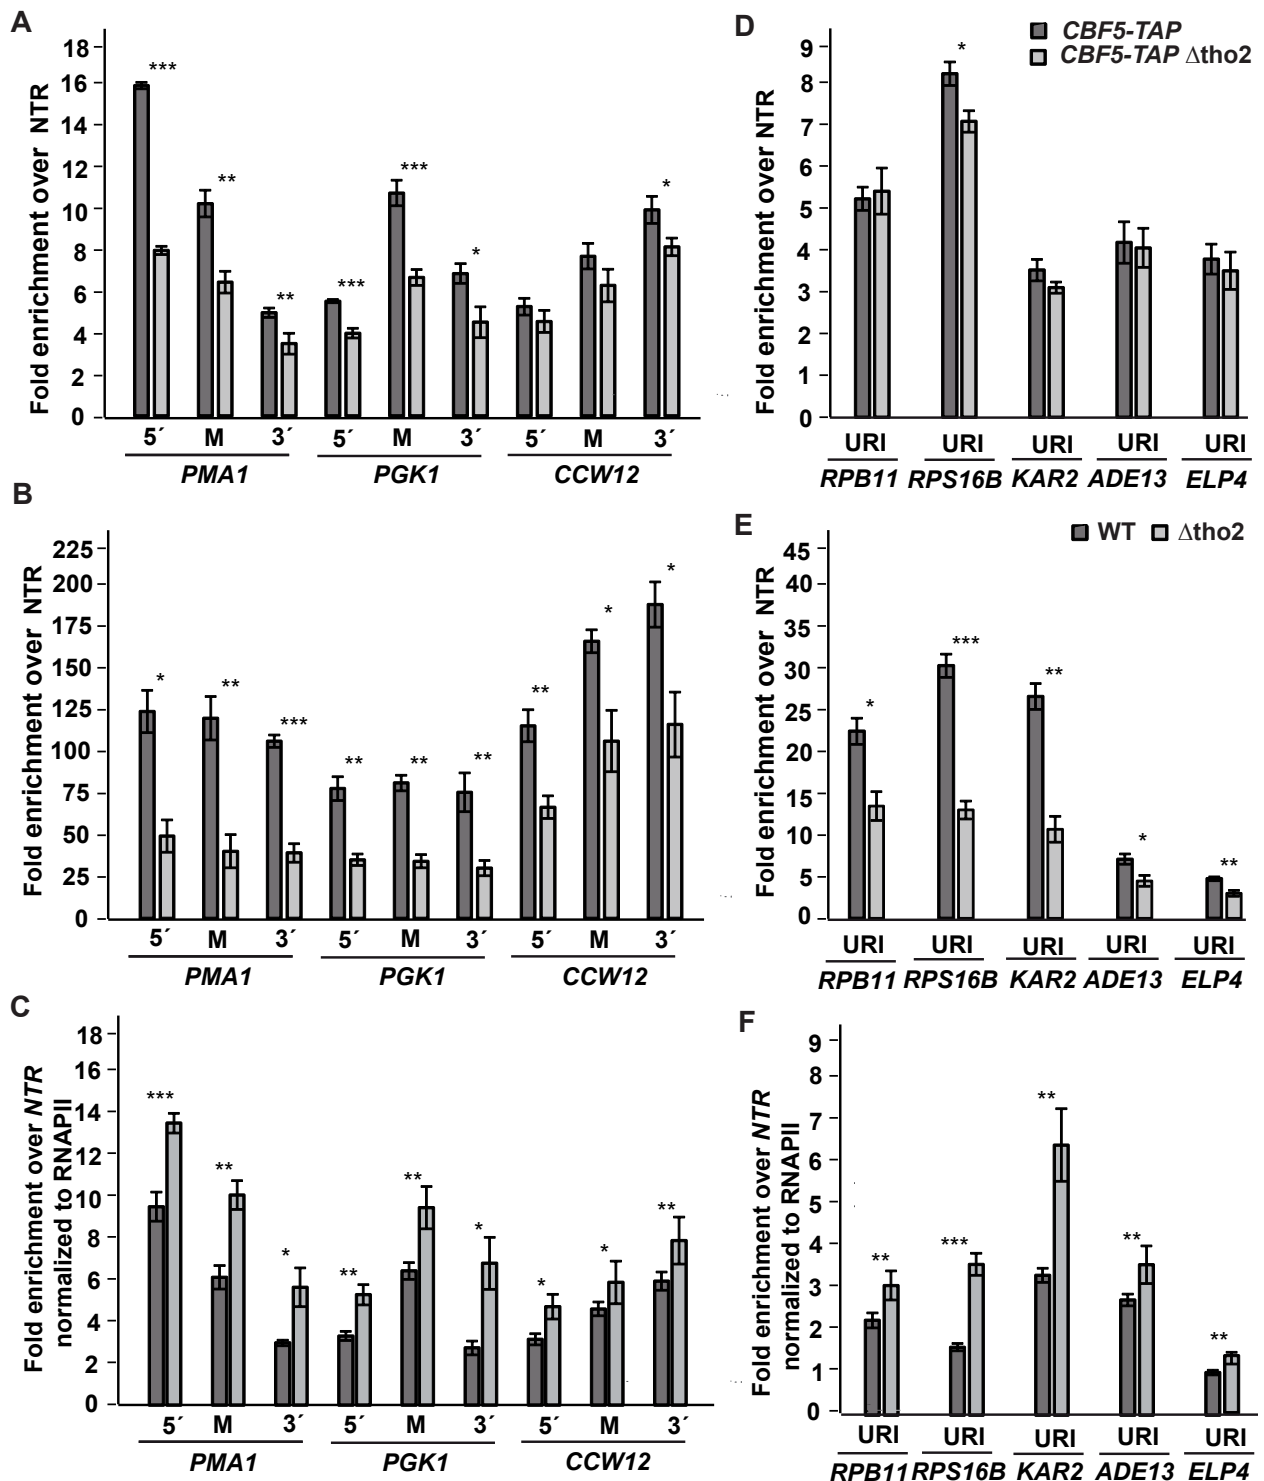 A
Fold enrichment over NTR
18
16
14
12
10
8
6
4
2
0
***
**
**
***
***
*
*
5´ M 3´ 5´ M 3´ 5´ M 3´
PMA1 PGK1 CCW12
D
CBF5-TAP
CBF5-TAP Δtho2
Fold enrichment over NTR
9
8
7
6
5
4
3
2
1
0
*
URI URI URI URI URI
RPB11 RPS16B KAR2 ADE13 ELP4
B
Fold enrichment over NTR
225
200
175
150
125
100
75
50
25
0
* ** *** ** ** ** ** * *
5´ M 3´ 5´ M 3´ 5´ M 3´
PMA1 PGK1 CCW12
E
WT Δtho2
Fold enrichment over NTR
45
40
35
30
25
20
15
10
5
0
* *** ** * **
URI URI URI URI URI
RPB11 RPS16B KAR2 ADE13 ELP4
C
Fold enrichment over NTR
normalized to RNAPII
18
16
14
12
10
8
6
4
2
0
*** ** * ** ** * * * **
5´ M 3´ 5´ M 3´ 5´ M 3´
PMA1 PGK1 CCW12
F
Fold enrichment over NTR
normalized to RNAPII
9
8
7
6
5
4
3
2
1
0
** *** ** ** **
URI URI URI URI URI
RPB11 RPS16B KAR2 ADE13 ELP4